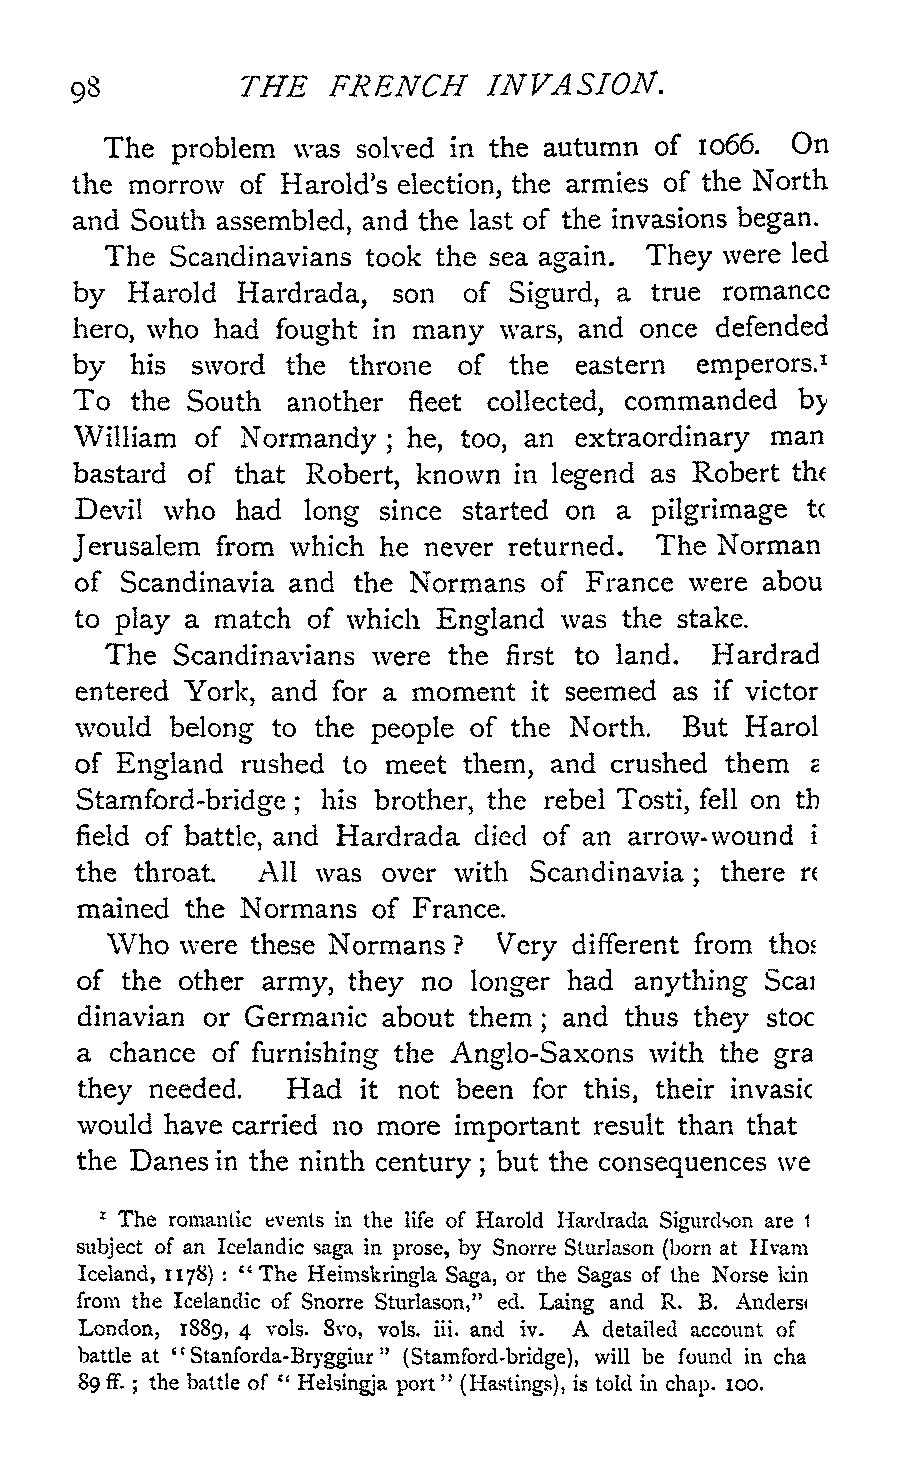 98 THE FRENCH INVASION.
The problem was solved in the autumn of 1066. On
the morrow of Harold's election, the armies of the North
and South assembled, and the last of the invasions began.
The Scandinavians took the sea again. They were led
by Harold Hardrada, son of Sigurd, a true romance
hero, who had fought in many wars, and once defended
by his sword the throne of the eastern emperors.¹
To the South another fleet collected, commanded by
William of Normandy ; he, too, an extraordinary man
bastard of that Robert, known in legend as Robert the
Devil who had long since started on a pilgrimage to
Jerusalem from which he never returned. The Norman
of Scandinavia and the Normans of France were abou
to play a match of which England was the stake.
The Scandinavians were the first to land. Hardrad
entered York, and for a moment it seemed as if victor
would belong to the people of the North. But Harol
of England rushed to meet them, and crushed them a
Stamford-bridge ; his brother, the rebel Tosti, fell on th
field of battle, and Hardrada died of an arrow-wound i
the throat. All was over with Scandinavia ; there re
mained the Normans of France.
Who were these Normans ? Very different from thos
of the other army, they no longer had anything Scan
dinavian or Germanic about them ; and thus they stoo
a chance of furnishing the Anglo-Saxons with the gra
they needed. Had it not been for this, their invasio
would have carried no more important result than that
the Danes in the ninth century ; but the consequences we
¹ The romantic events in the life of Harold Hardrada Sigurdson are t
subject of an Icelandic saga in prose, by Snorre Sturlason (born at Hvam
Iceland, 1178) : "The Heimskringla Saga, or the Sagas of the Norse kin
from the Icelandic of Snorre Sturlason," ed. Laing and R. B. Anders
London, 1889, 4 vols. 8vo, vols. iii. and iv. A detailed account of
battle at "Stanforda-Bryggiur" (Stamford-bridge), will be found in cha
89 ff. ; the battle of "Helsingja port" (Hastings), is told in chap. 100.